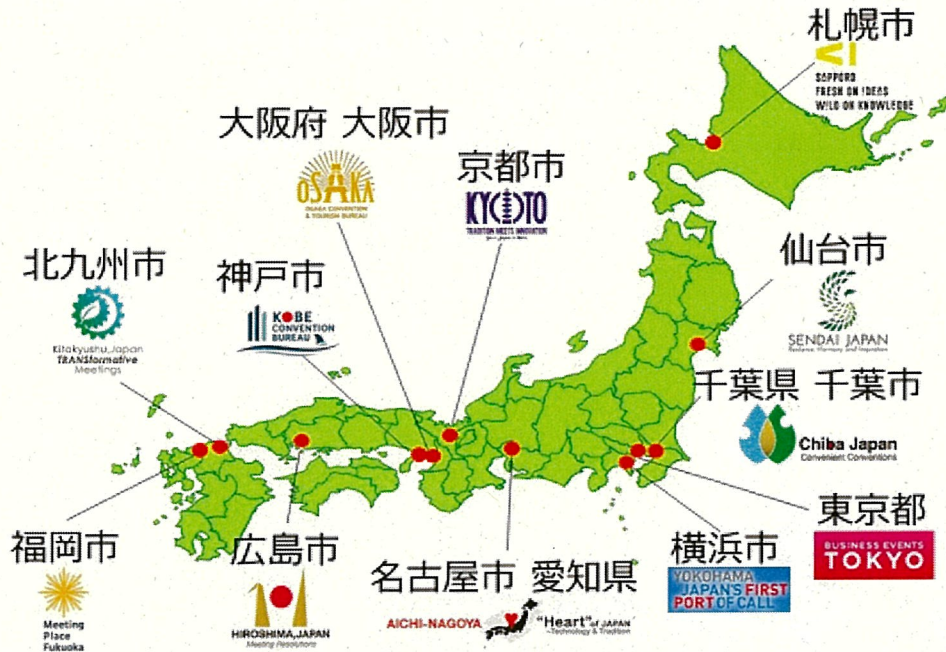 札幌市
SAPPORO
FRESH ON IDEAS
WILD ON KNOWLEDGE
大阪府 大阪市
OSAKA
OSAKA CONVENTION
& TOURISM BUREAU
京都市
KYOTO
TRADITION MEETS INNOVATION
仙台市
SENDAI JAPAN
Resilience, Harmony and Inspiration
北九州市
Kitakyushu,Japan
TRANSformative
Meetings
神戸市
KOBE
CONVENTION
BUREAU
千葉県 千葉市
Chiba Japan
Convenient Conventions
東京都
BUSINESS EVENTS
TOKYO
福岡市
Meeting
Place
Fukuoka
広島市
HIROSHIMA,JAPAN
Meeting Resolutions
名古屋市 愛知県
AICHI-NAGOYA
"Heart" of JAPAN
~Technology & Tradition
横浜市
YOKOHAMA
JAPAN'S FIRST
PORT OF CALL